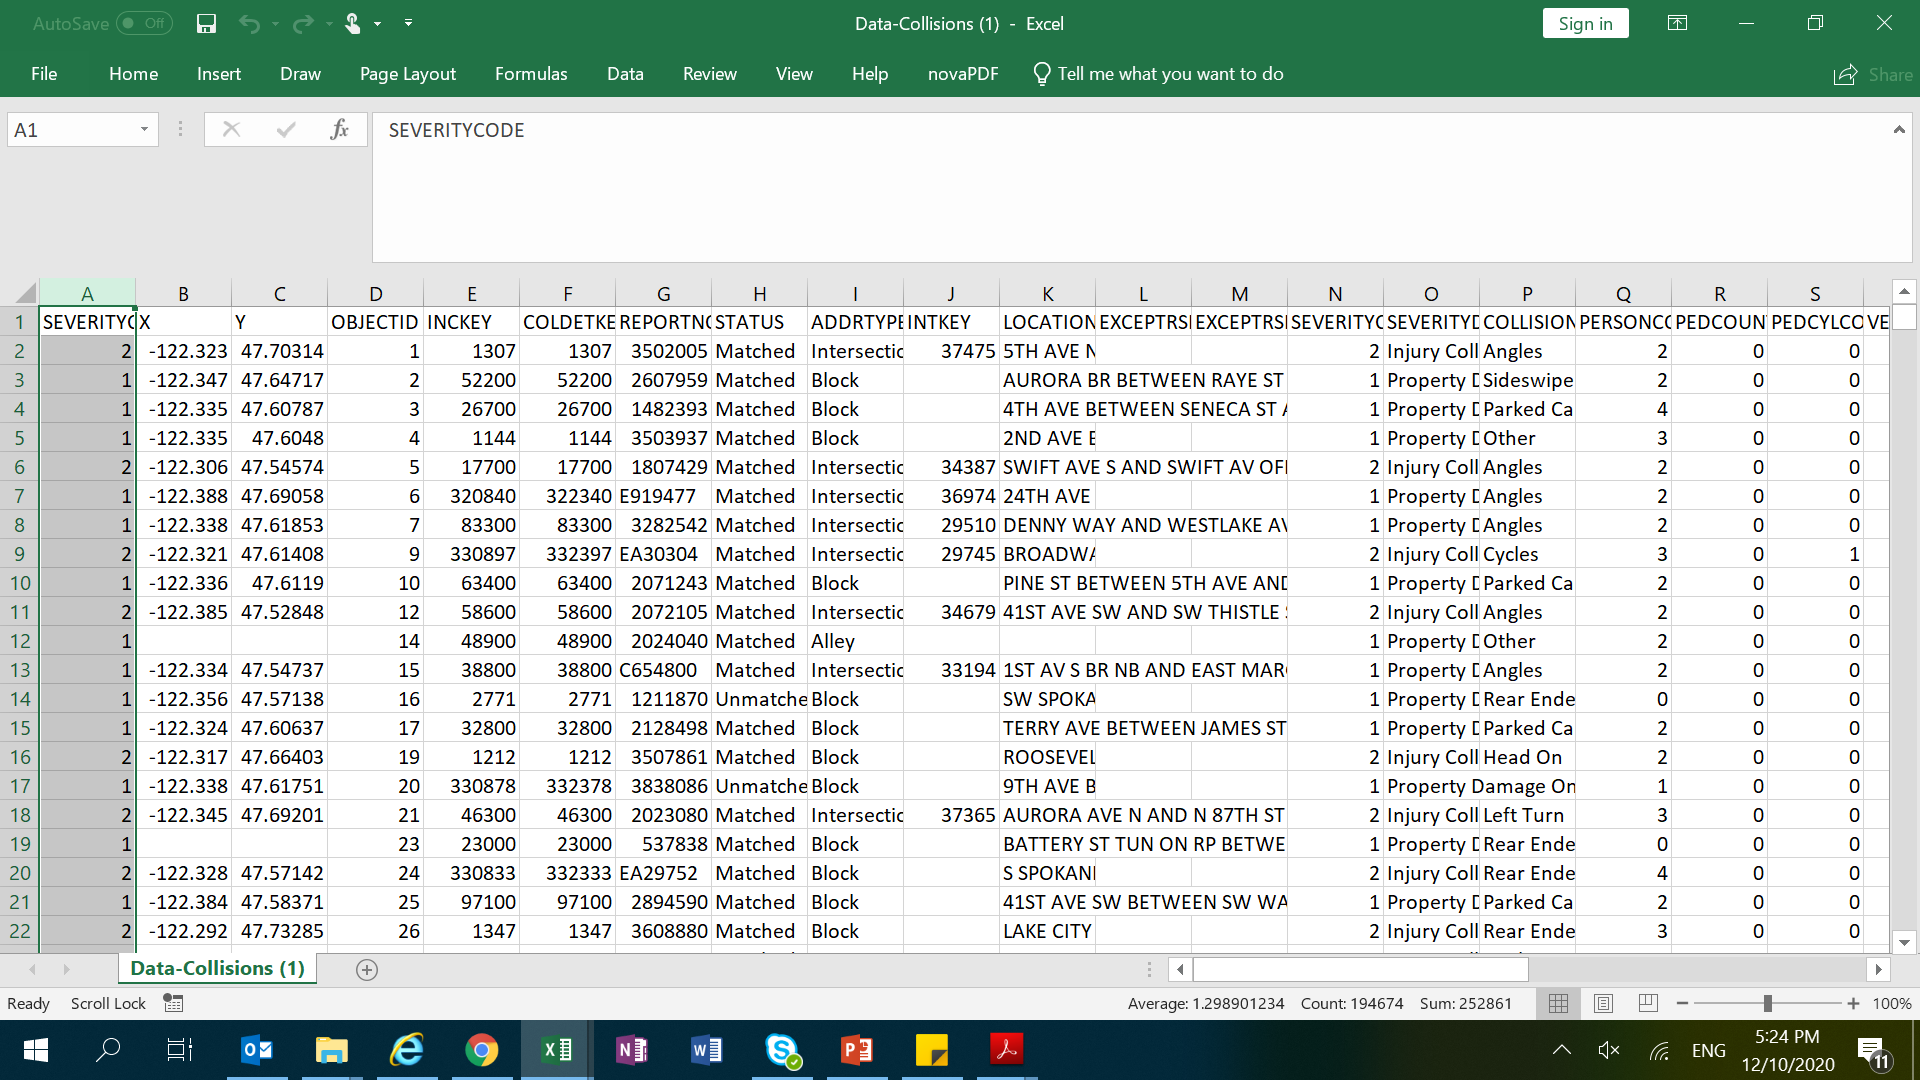 AutoSave Off Data-Collisions (1) - Excel Sign in
File Home Insert Draw Page Layout Formulas Data Review View Help novaPDF Tell me what you want to do Share
A1 fx SEVERITYCODE
A B C D E F G H I J K L M N O P Q R S
1 SEVERITYC X Y OBJECTID INCKEY COLDETKE REPORTNO STATUS ADDRTYPE INTKEY LOCATION EXCEPTRS EXCEPTRS SEVERITYC SEVERITYD COLLISION PERSONCO PEDCOUN PEDCYLCO VE
2 2 -122.323 47.70314 1 1307 1307 3502005 Matched Intersectic 37475 5TH AVE N 2 Injury Coll Angles 2 0 0
3 1 -122.347 47.64717 2 52200 52200 2607959 Matched Block AURORA BR BETWEEN RAYE ST 1 Property D Sideswipe 2 0 0
4 1 -122.335 47.60787 3 26700 26700 1482393 Matched Block 4TH AVE BETWEEN SENECA ST A 1 Property D Parked Ca 4 0 0
5 1 -122.335 47.6048 4 1144 1144 3503937 Matched Block 2ND AVE B 1 Property D Other 3 0 0
6 2 -122.306 47.54574 5 17700 17700 1807429 Matched Intersectic 34387 SWIFT AVE S AND SWIFT AV OFI 2 Injury Coll Angles 2 0 0
7 1 -122.388 47.69058 6 320840 322340 E919477 Matched Intersectic 36974 24TH AVE 1 Property D Angles 2 0 0
8 1 -122.338 47.61853 7 83300 83300 3282542 Matched Intersectic 29510 DENNY WAY AND WESTLAKE AV 1 Property D Angles 2 0 0
9 2 -122.321 47.61408 9 330897 332397 EA30304 Matched Intersectic 29745 BROADWA 2 Injury Coll Cycles 3 0 1
10 1 -122.336 47.6119 10 63400 63400 2071243 Matched Block PINE ST BETWEEN 5TH AVE AND 1 Property D Parked Ca 2 0 0
11 2 -122.385 47.52848 12 58600 58600 2072105 Matched Intersectic 34679 41ST AVE SW AND SW THISTLE S 2 Injury Coll Angles 2 0 0
12 1 14 48900 48900 2024040 Matched Alley 1 Property D Other 2 0 0
13 1 -122.334 47.54737 15 38800 38800 C654800 Matched Intersectic 33194 1ST AV S BR NB AND EAST MAR 1 Property D Angles 2 0 0
14 1 -122.356 47.57138 16 2771 2771 1211870 Unmatche Block SW SPOKA 1 Property D Rear Ende 0 0 0
15 1 -122.324 47.60637 17 32800 32800 2128498 Matched Block TERRY AVE BETWEEN JAMES ST 1 Property D Parked Ca 2 0 0
16 2 -122.317 47.66403 19 1212 1212 3507861 Matched Block ROOSEVEL 2 Injury Coll Head On 2 0 0
17 1 -122.338 47.61751 20 330878 332378 3838086 Unmatche Block 9TH AVE B 1 Property Damage On 1 0 0
18 2 -122.345 47.69201 21 46300 46300 2023080 Matched Intersectic 37365 AURORA AVE N AND N 87TH ST 2 Injury Coll Left Turn 3 0 0
19 1 23 23000 23000 537838 Matched Block BATTERY ST TUN ON RP BETWE 1 Property D Rear Ende 0 0 0
20 2 -122.328 47.57142 24 330833 332333 EA29752 Matched Block S SPOKANI 2 Injury Coll Rear Ende 4 0 0
21 1 -122.384 47.58371 25 97100 97100 2894590 Matched Block 41ST AVE SW BETWEEN SW WA 1 Property D Parked Ca 2 0 0
22 2 -122.292 47.73285 26 1347 1347 3608880 Matched Block LAKE CITY 2 Injury Coll Rear Ende 3 0 0
Data-Collisions (1)
Ready Scroll Lock Average: 1.298901234 Count: 194674 Sum: 252861 100%
ENG 5:24 PM
12/10/2020 11